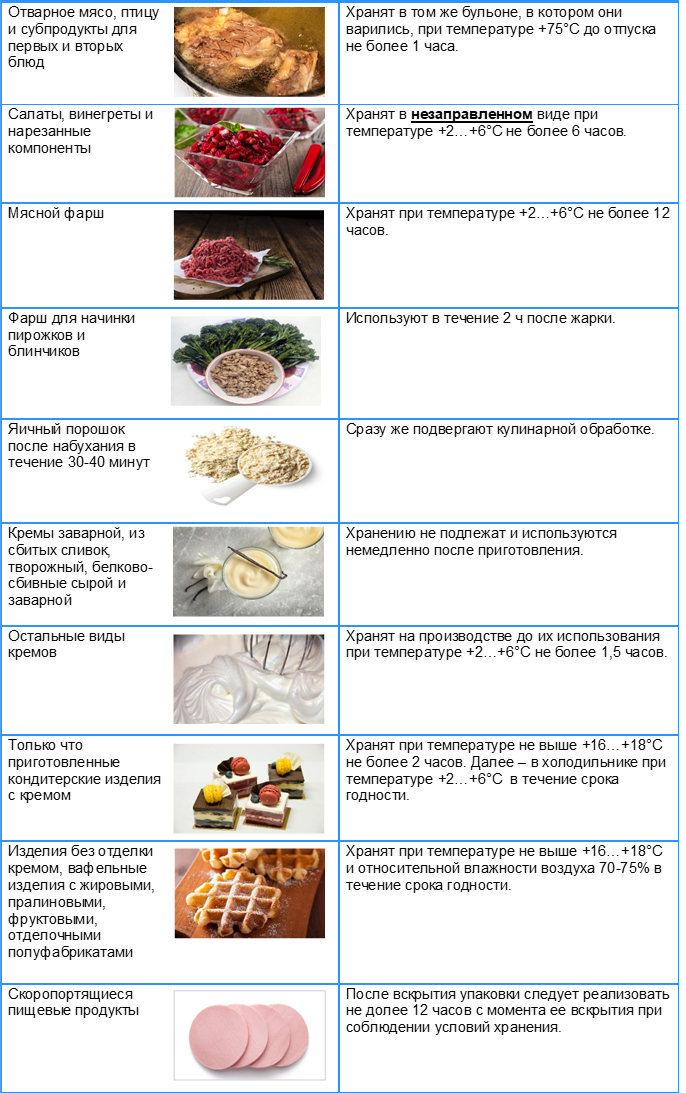 Отварное мясо, птицу
и субпродукты для
первых и вторых
блюд
Хранят в том же бульоне, в котором они
варились, при температуре +75°С до отпуска
не более 1 часа.
Салаты, винегреты и
нарезанные
компоненты
Хранят в незаправленном виде при
температуре +2…+6°С не более 6 часов.
Мясной фарш
Хранят при температуре +2…+6°С не более 12
часов.
Фарш для начинки
пирожков и
блинчиков
Используют в течение 2 ч после жарки.
Яичный порошок
после набухания в
течение 30-40 минут
Сразу же подвергают кулинарной обработке.
Кремы заварной, из
сбитых сливок,
творожный, белково-
сбивные сырой и
заварной
Хранению не подлежат и используются
немедленно после приготовления.
Остальные виды
кремов
Хранят на производстве до их использования
при температуре +2…+6°С не более 1,5 часов.
Только что
приготовленные
кондитерские изделия
с кремом
Хранят при температуре не выше +16…+18°С
не более 2 часов. Далее – в холодильнике при
температуре +2…+6°С в течение срока
годности.
Изделия без отделки
кремом, вафельные
изделия с жировыми,
пралиновыми,
фруктовыми,
отделочными
полуфабрикатами
Хранят при температуре не выше +16…+18°С
и относительной влажности воздуха 70-75% в
течение срока годности.
Скоропортящиеся
пищевые продукты
После вскрытия упаковки следует реализовать
не долее 12 часов с момента ее вскрытия при
соблюдении условий хранения.